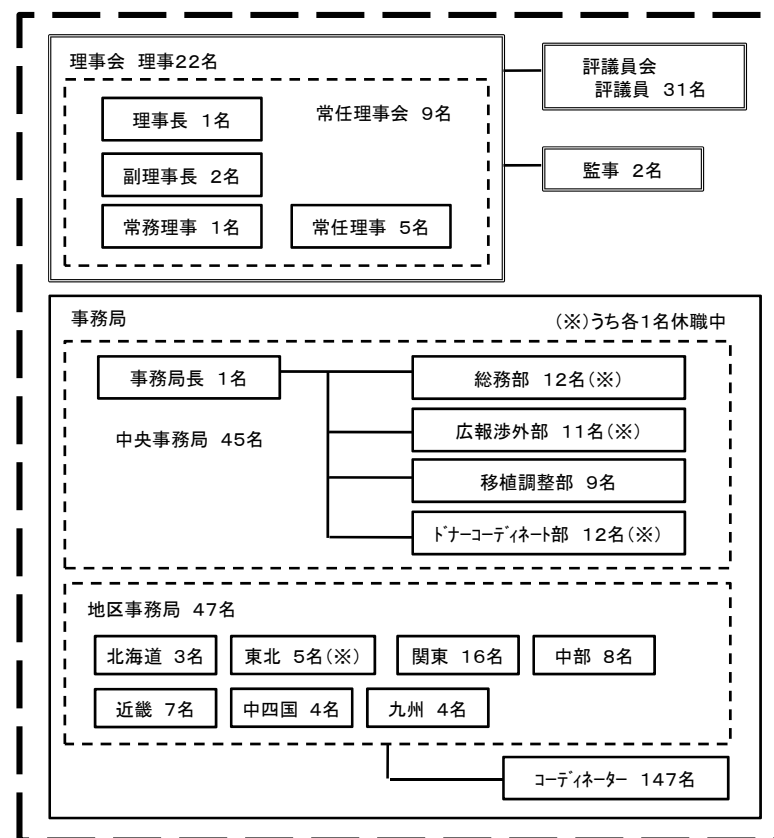 理事会 理事22名
評議員会
評議員 31名
常任理事会 9名
理事長 1名
副理事長 2名
監事 2名
常務理事 1名
常任理事 5名
事務局
(※)うち各1名休職中
事務局長 1名
総務部 12名(※)
中央事務局 45名
広報渉外部 11名(※)
移植調整部 9名
ﾄﾞﾅｰｺｰﾃﾞｨﾈｰﾄ部 12名(※)
地区事務局 47名
北海道 3名
東北 5名(※)
関東 16名
中部 8名
近畿 7名
中四国 4名
九州 4名
ｺｰﾃﾞｨﾈｰﾀｰ 147名